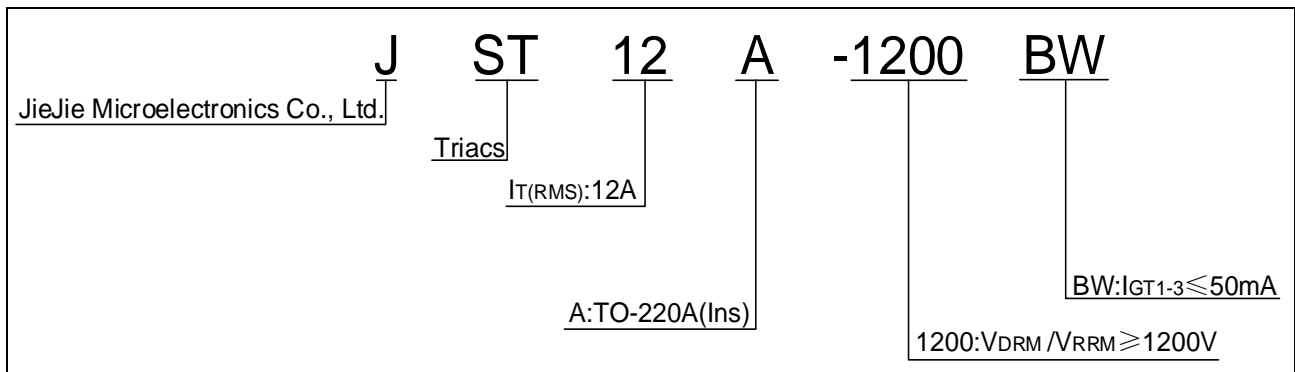 J ST 12 A -1200 BW
JieJie Microelectronics Co., Ltd.
Triacs
IT(RMS):12A
BW:IGT1-3≤50mA
A:TO-220A(Ins)
1200:VDRM /VRRM≥1200V